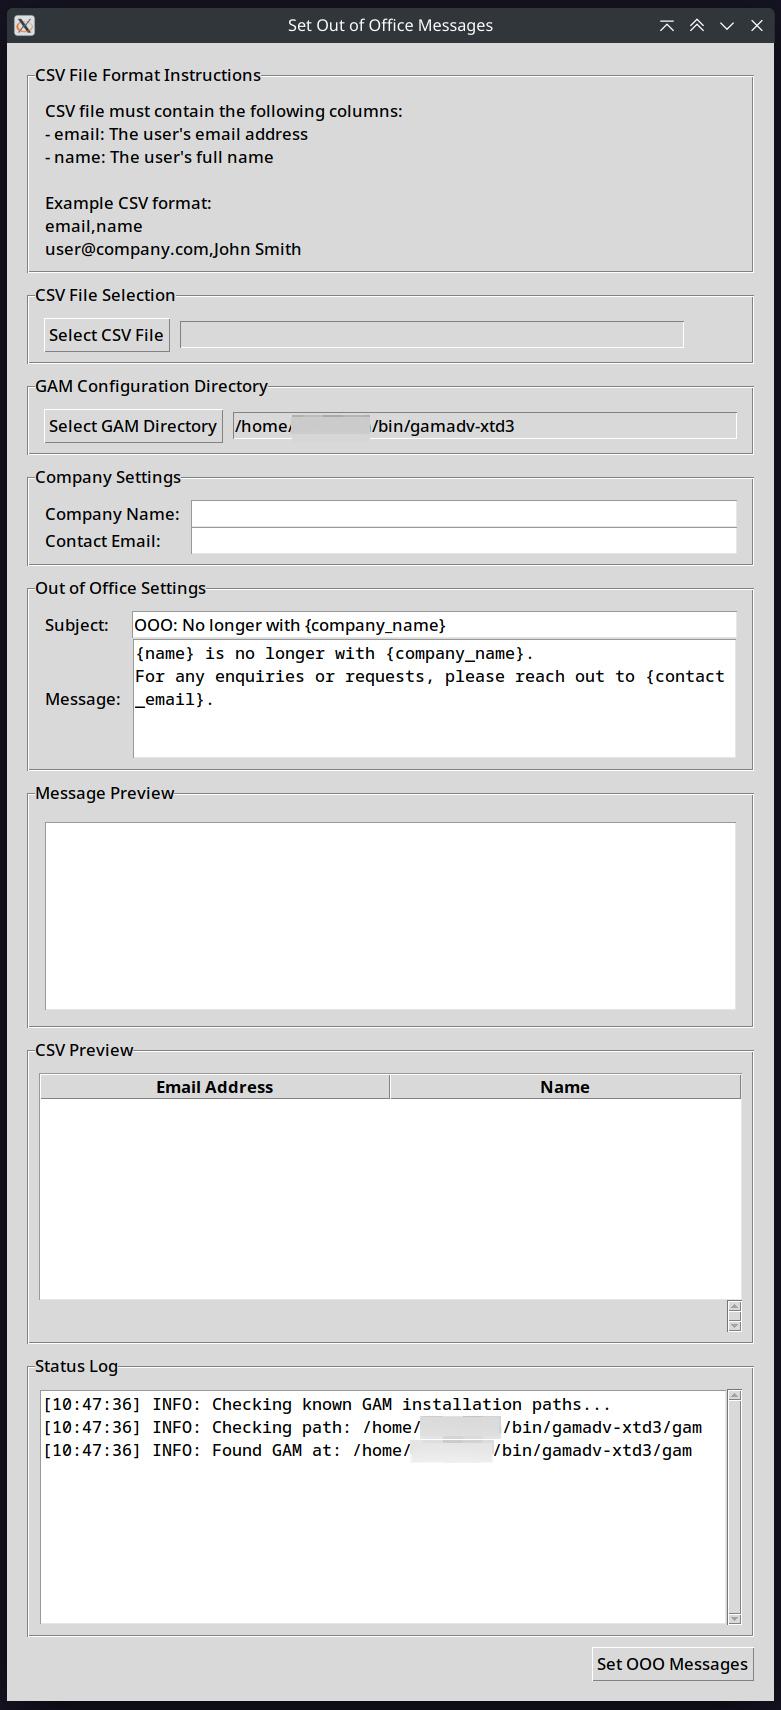 Set Out of Office Messages
CSV File Format Instructions
CSV file must contain the following columns:
- email: The user's email address
- name: The user's full name
Example CSV format:
email,name
user@company.com,John Smith
CSV File Selection
Select CSV File
GAM Configuration Directory
Select GAM Directory /home/ /bin/gamadv-xtd3
Company Settings
Company Name:
Contact Email:
Out of Office Settings
Subject: OOO: No longer with {company_name}
Message: {name} is no longer with {company_name}.
For any enquiries or requests, please reach out to {contact
_email}.
Message Preview
CSV Preview
Email Address Name
Status Log
[10:47:36] INFO: Checking known GAM installation paths...
[10:47:36] INFO: Checking path: /home/ /bin/gamadv-xtd3/gam
[10:47:36] INFO: Found GAM at: /home/ /bin/gamadv-xtd3/gam
Set OOO Messages